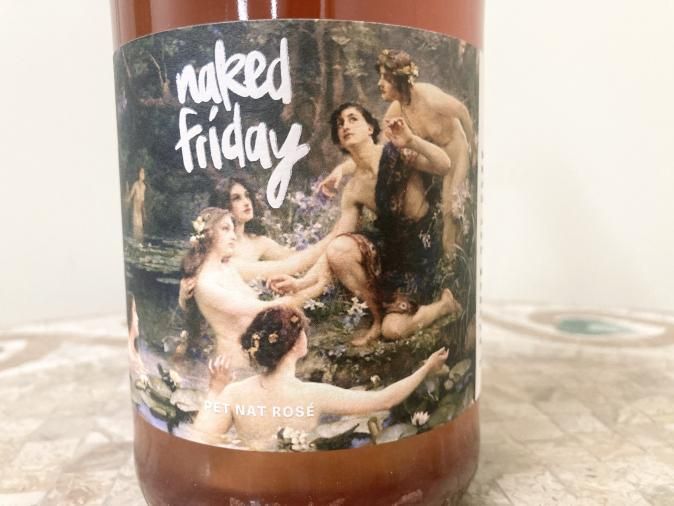 naked
friday
PET NAT ROSÉ